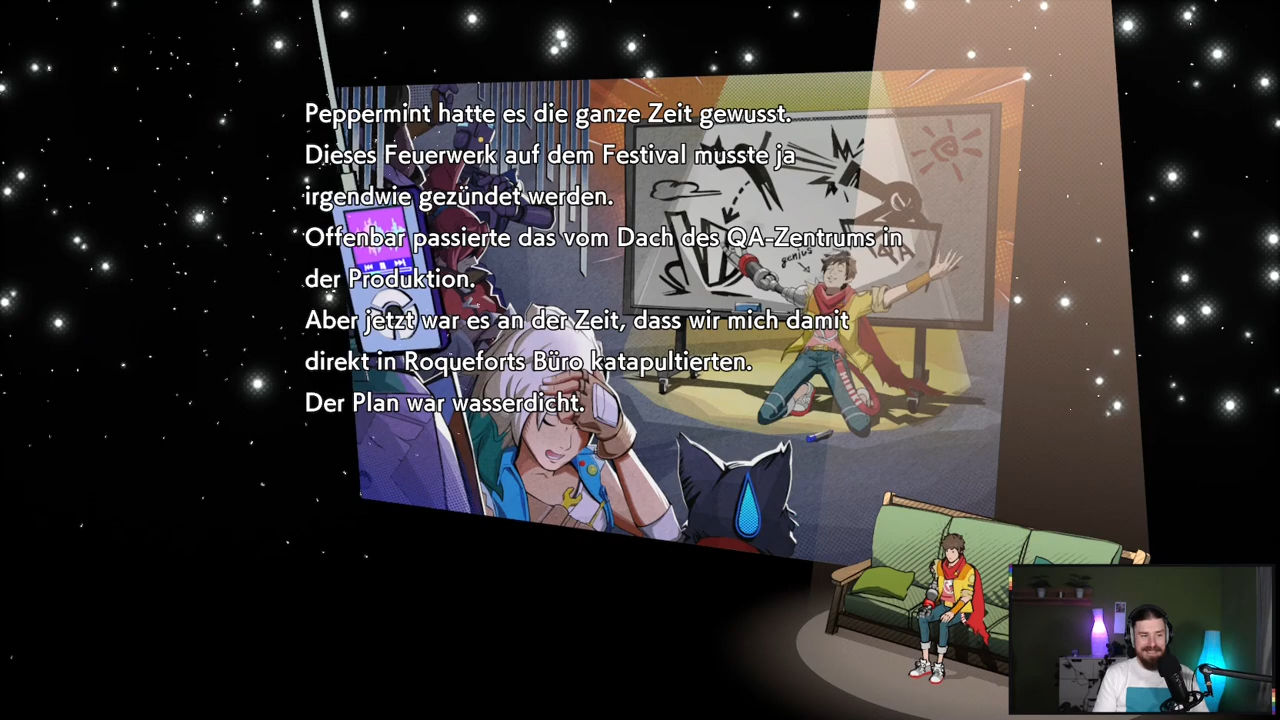 Peppermint hatte es die ganze Zeit gewusst.
Dieses Feuerwerk auf dem Festival musste ja
irgendwie gezündet werden.
Offenbar passierte das vom Dach des QA-Zentrums in
der Produktion.
Aber jetzt war es an der Zeit, dass wir mich damit
direkt in Roqueforts Büro katapultierten.
Der Plan war wasserdicht.
genius
QA